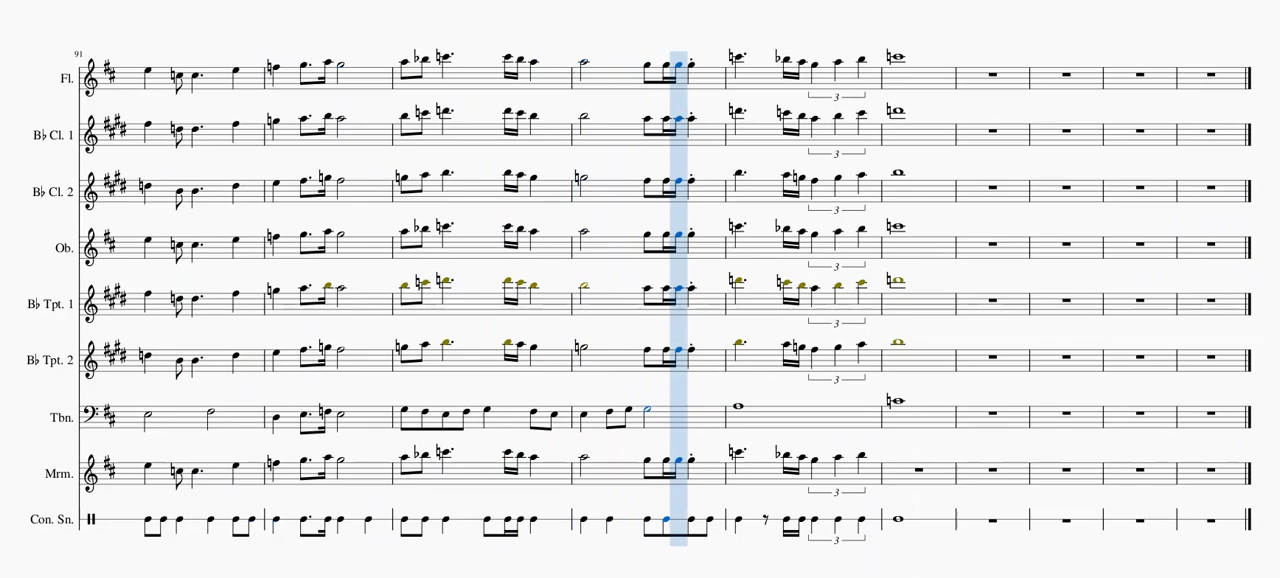 91
Fl.
3
B♭ Cl. 1
3
B♭ Cl. 2
3
Ob.
3
B♭ Tpt. 1
3
B♭ Tpt. 2
3
Tbn.
Mrm.
3
Con. Sn.
3